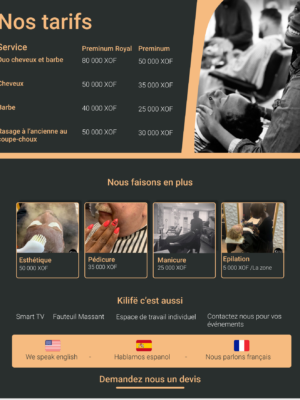 Nos tarifs
Service Preminum Royal Preminum
Duo cheveux et barbe 80 000 XOF 50 000 XOF
Cheveux 50 000 XOF 35 000 XOF
Barbe 40 000 XOF 25 000 XOF
Rasage à l'ancienne au 50 000 XOF 30 000 XOF
coupe-choux
Nous faisons en plus
Esthétique Pédicure Manicure Epilation
50 000 XOF 35 000 XOF 25 000 XOF 5 000 XOF /La zone
Kilifë c'est aussi
Smart TV Fauteuil Massant Espace de travail individuel Contactez nous pour vos
événements
We speak english - Hablamos espanol - Nous parlons français
Demandez nous un devis